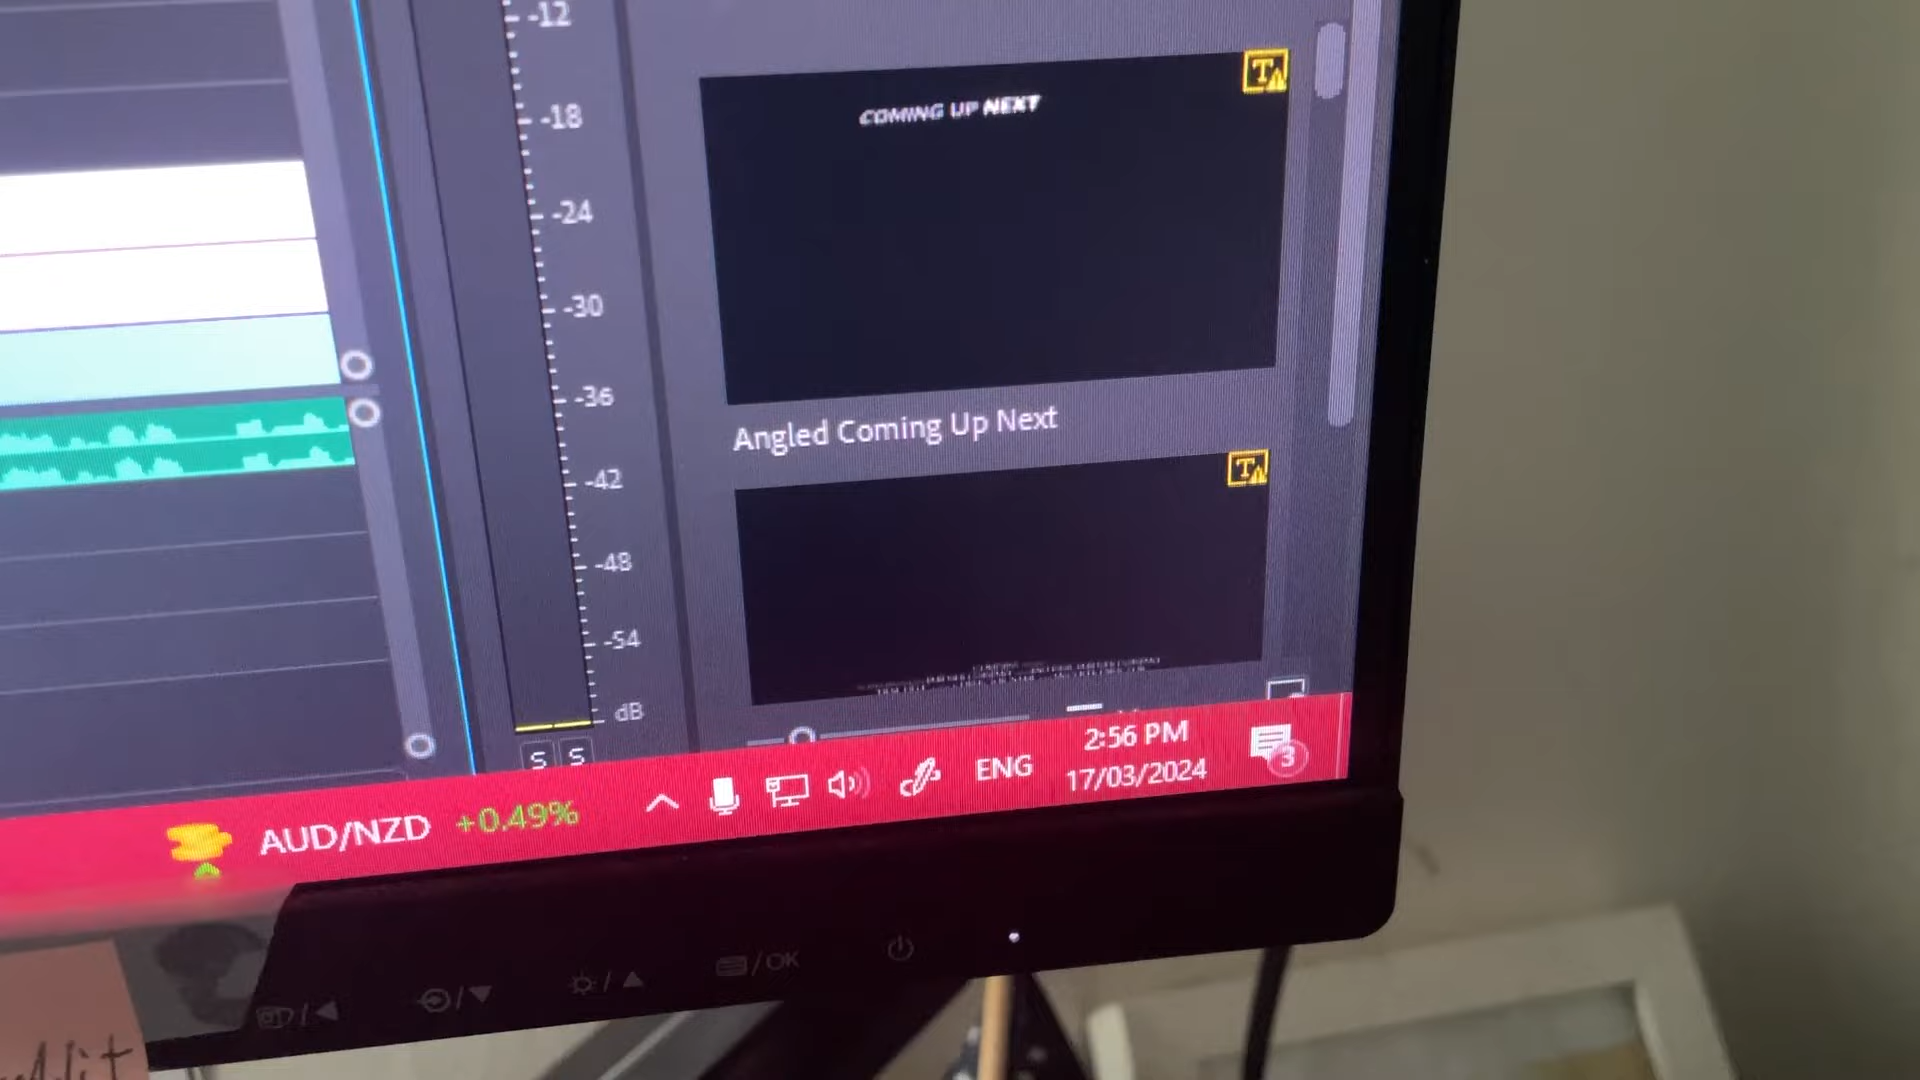 -12
-18
-24
-30
-36
-42
-48
-54
dB
S S
COMING UP NEXT
Angled Coming Up Next
AUD/NZD +0.49%
ENG
2:56 PM
17/03/2024
3
/OK